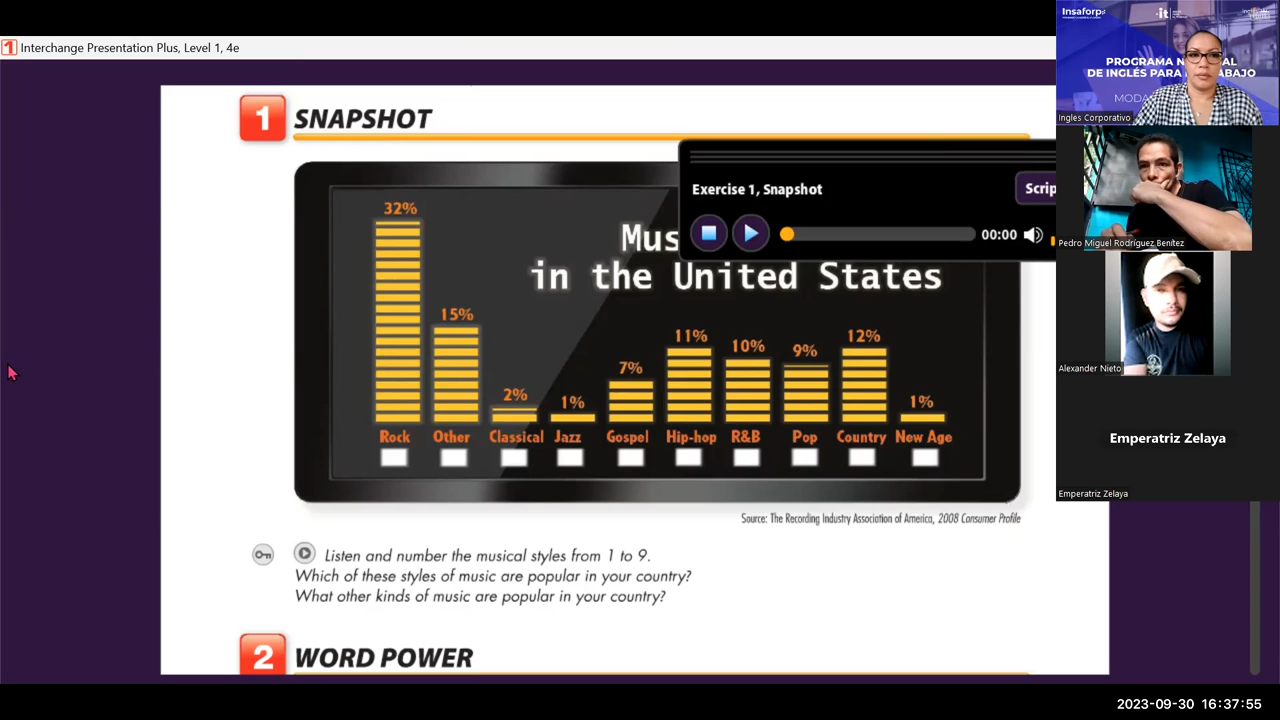 Interchange Presentation Plus, Level 1, 4e
1 SNAPSHOT
Exercise 1, Snapshot
Scrip
00:00
Mus
in the United States
32%
15%
2%
1%
7%
11%
10%
9%
12%
1%
Rock Other Classical Jazz Gospel Hip-hop R&B Pop Country New Age
Source: The Recording Industry Association of America, 2008 Consumer Profile
Listen and number the musical styles from 1 to 9.
Which of these styles of music are popular in your country?
What other kinds of music are popular in your country?
2 WORD POWER
Insaforp
PROGRAMA N AL
DE INGLÉS PARA ABAJO
MODA
Ingles Corporativo
Pedro Miguel Rodríguez Benítez
Alexander Nieto
Emperatriz Zelaya
Emperatriz Zelaya
2023-09-30 16:37:55